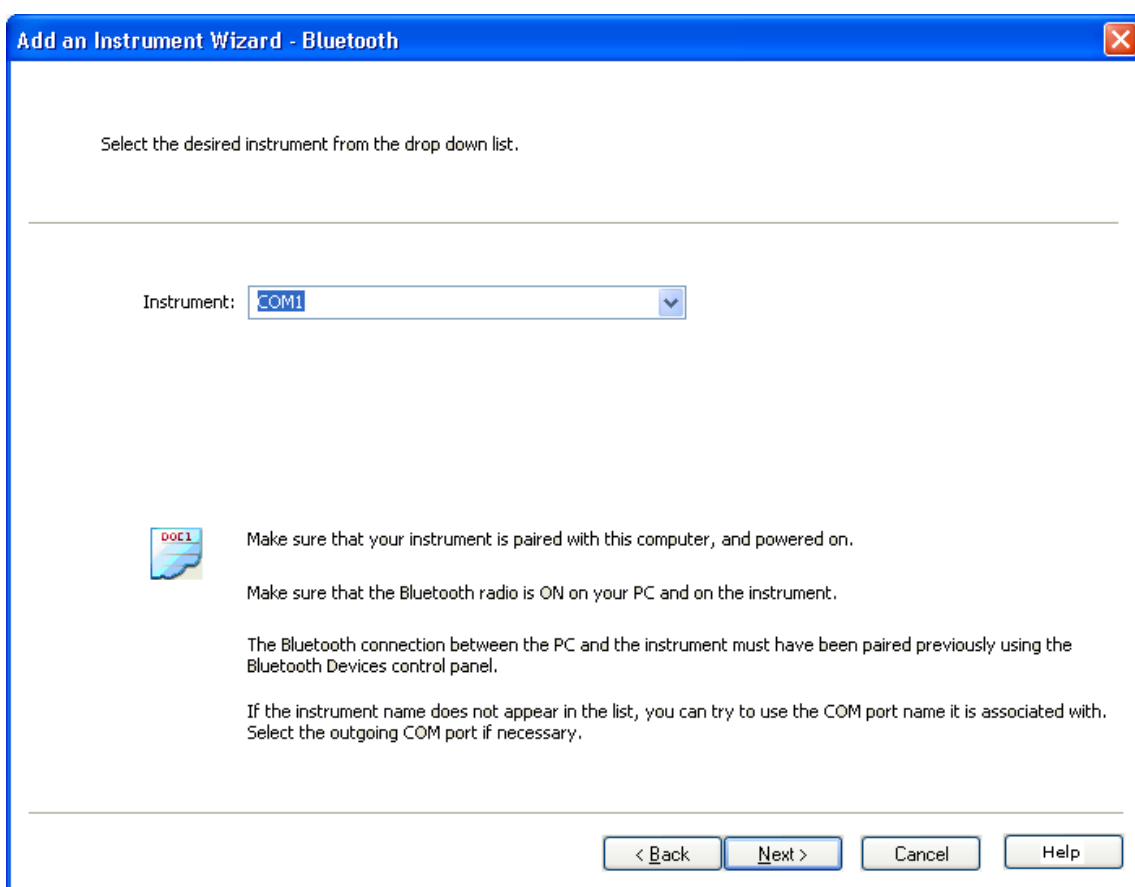 Add an Instrument Wizard - Bluetooth
Select the desired instrument from the drop down list.
Instrument: COM1
DOC1
Make sure that your instrument is paired with this computer, and powered on.
Make sure that the Bluetooth radio is ON on your PC and on the instrument.
The Bluetooth connection between the PC and the instrument must have been paired previously using the
Bluetooth Devices control panel.
If the instrument name does not appear in the list, you can try to use the COM port name it is associated with.
Select the outgoing COM port if necessary.
< Back Next > Cancel Help